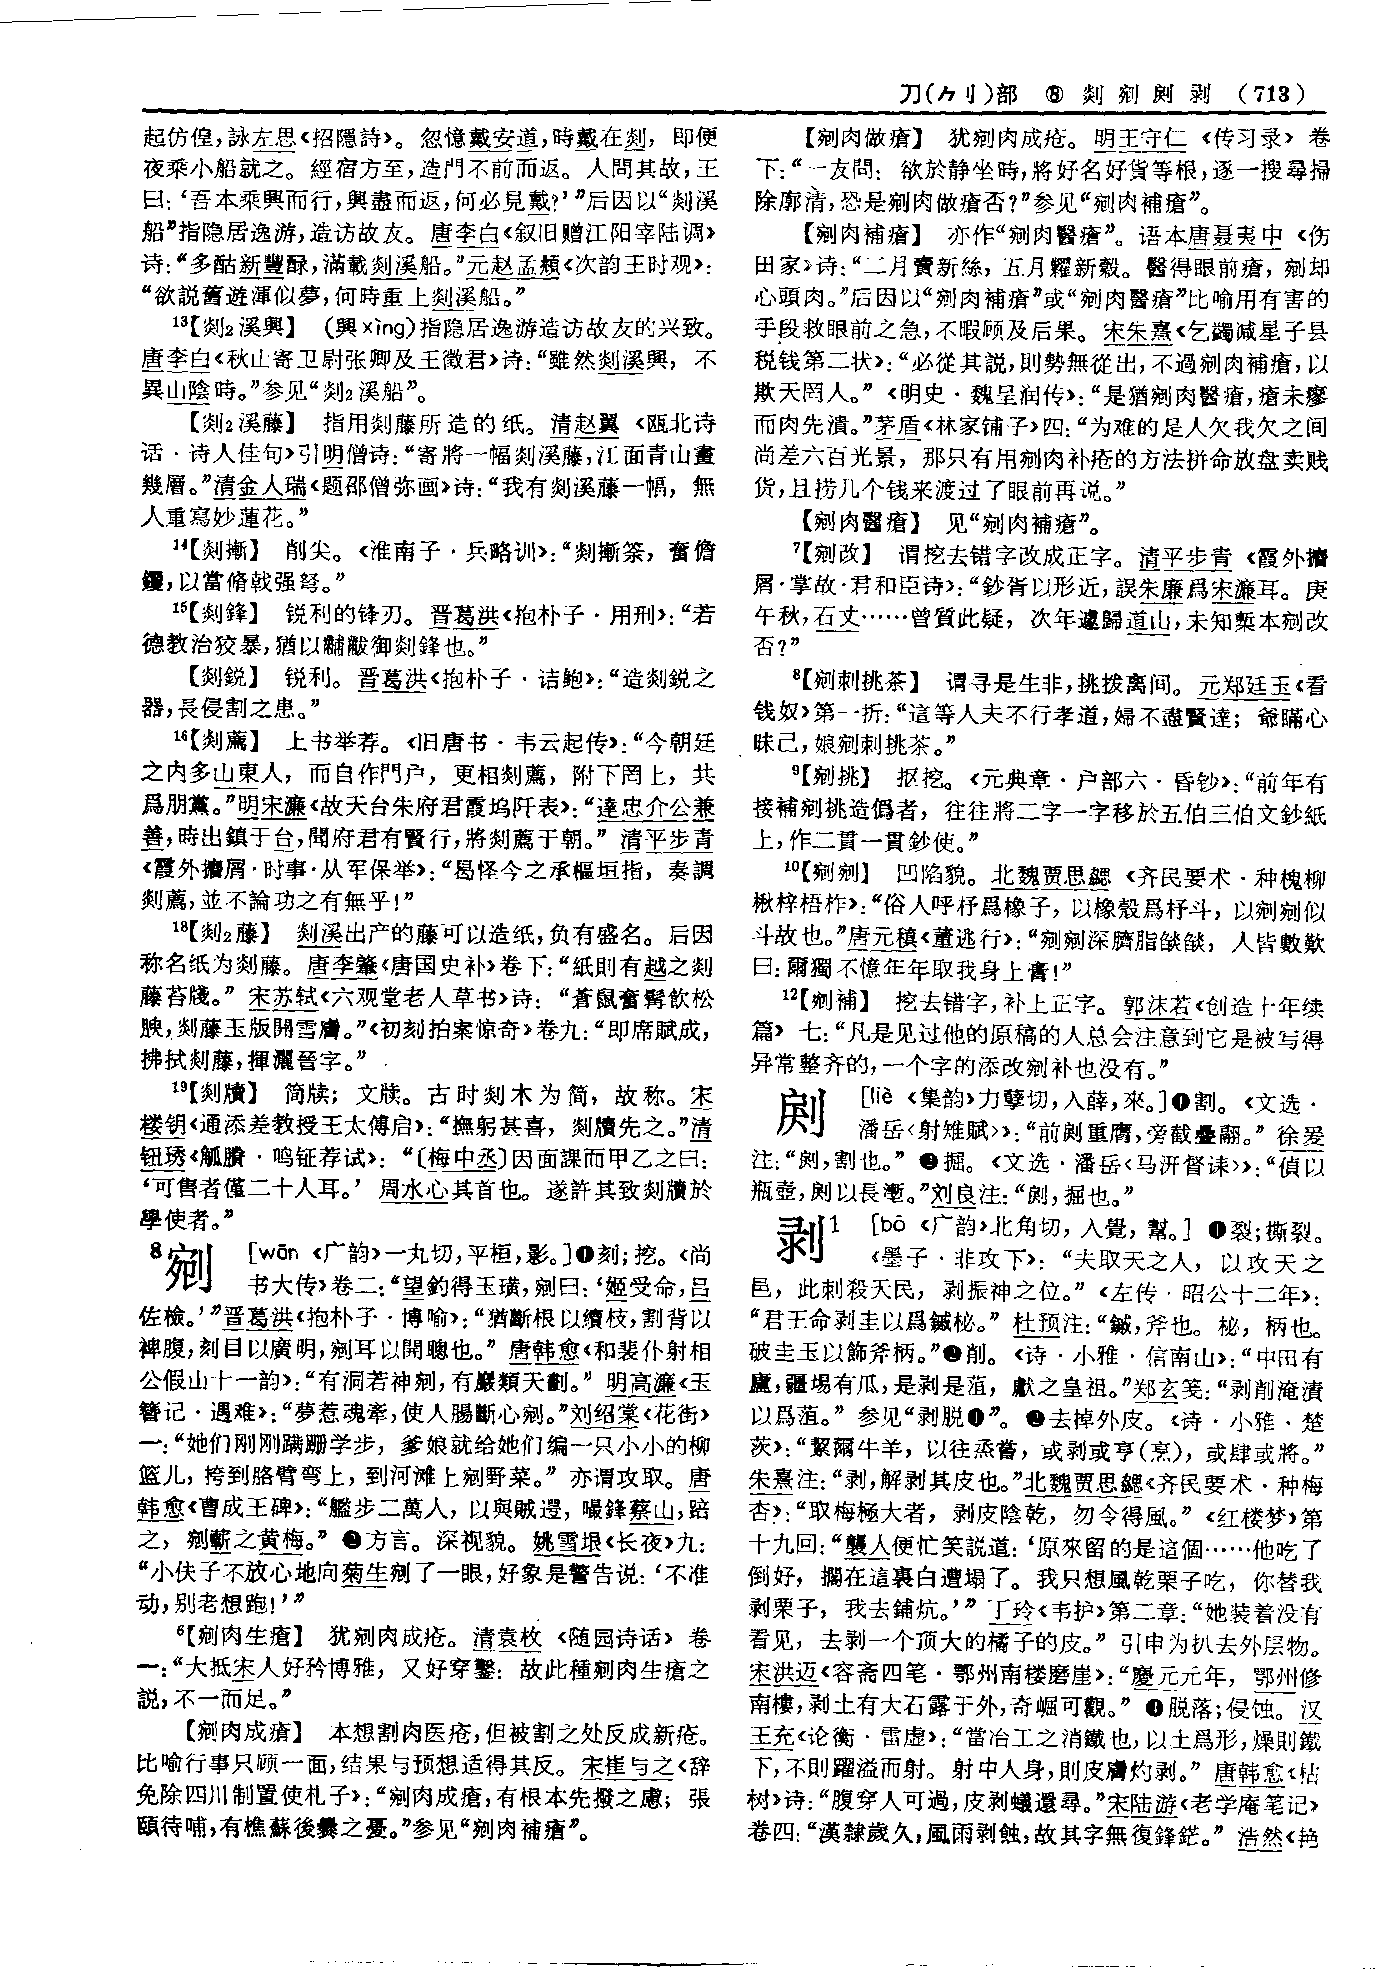 刀(⺈刂)部 ⑧ 剡 剜 剠 剥 (713)
起仿偟，詠左思《招隱詩》。忽憶戴安道，時戴在剡，即便
夜乘小船就之。經宿方至，造門不前而返。人問其故，王
曰：‘吾本乘興而行，興盡而返，何必見戴？’”后因以“剡溪
船”指隐居逸游，造访故友。唐李白《叙旧赠江阳宰陆调》
诗：“多酤新豐醁，滿載剡溪船。”元赵孟頫《次韵王时观》：
“欲説舊遊渾似夢，何時重上剡溪船。”
¹³【剡₂溪興】 （興xìng）指隐居逸游造访故友的兴致。
唐李白《秋山寄卫尉张卿及王徵君》诗：“雖然剡溪興，不
異山陰時。”参见“剡₂溪船”。
【剡₂溪藤】 指用剡藤所造的纸。清赵翼《瓯北诗
话·诗人佳句》引明僧诗：“寄將一幅剡溪藤，江面青山畫
幾層。”清金人瑞《题邵僧弥画》诗：“我有剡溪藤一幅，無
人重寫妙蓮花。”
¹⁴【剡摲】 削尖。《淮南子·兵略训》：“剡摲筡，奮儋
钁，以當脩戟强弩。”
¹⁵【剡鋒】 锐利的锋刃。晋葛洪《抱朴子·用刑》：“若
德教治狡暴，猶以黼黻御剡鋒也。”
【剡鋭】 锐利。晋葛洪《抱朴子·诘鲍》：“造剡鋭之
器，長侵割之患。”
¹⁶【剡薦】 上书举荐。《旧唐书·韦云起传》：“今朝廷
之内多山東人，而自作門户，更相剡薦，附下罔上，共
爲朋黨。”明宋濂《故天台朱府君霞坞阡表》：“達忠介公兼
善，時出鎮于台，聞府君有賢行，將剡薦于朝。”清平步青
《霞外攟屑·时事·从军保举》：“曷怪今之承樞垣指，奏調
剡薦，並不論功之有無乎！”
¹⁸【剡₂藤】 剡溪出产的藤可以造纸，负有盛名。后因
称名纸为剡藤。唐李肇《唐国史补》卷下：“紙則有越之剡
藤苔牋。”宋苏轼《六观堂老人草书》诗：“蒼鼠奮髯飲松
腴，剡藤玉版開雪膚。”《初刻拍案惊奇》卷九：“即席賦成，
拂拭剡藤，揮灑晉字。”
¹⁹【剡牘】 简牍；文牍。古时剡木为简，故称。宋
楼钥《通添差教授王太傅启》：“撫躬甚喜，剡牘先之。”清
钮琇《觚賸·鸣钲荐试》：“〔梅中丞〕因面課而甲乙之曰：
‘可售者僅二十人耳。’周水心其首也。遂許其致剡牘於
學使者。”
⁸剜 [wān 《广韵》一丸切，平桓，影。]❶刻；挖。《尚
书大传》卷二：“望釣得玉璜，剜曰：‘姬受命，吕
佐檢。’”晋葛洪《抱朴子·博喻》：“猶斷根以續枝，割背以
裨腹，刻目以廣明，剜耳以開聰也。”唐韩愈《和裴仆射相
公假山十一韵》：“有洞若神剜，有巖類天劃。”明高濂《玉
簪记·遇难》：“夢惹魂牽，使人腸斷心剜。”刘绍棠《花街》
一：“她们刚刚蹒跚学步，爹娘就给她们编一只小小的柳
篮儿，挎到胳臂弯上，到河滩上剜野菜。”亦谓攻取。唐
韩愈《曹成王碑》：“艦步二萬人，以與賊遌，嘬鋒蔡山，踣
之，剜蘄之黄梅。”❷方言。深视貌。姚雪垠《长夜》九：
“小伕子不放心地向菊生剜了一眼，好象是警告说：‘不准
动，别老想跑！’”
⁶【剜肉生瘡】 犹剜肉成疮。清袁枚《随园诗话》卷
一：“大抵宋人好矜博雅，又好穿鑿：故此種剜肉生瘡之
説，不一而足。”
【剜肉成瘡】 本想割肉医疮，但被割之处反成新疮。
比喻行事只顾一面，结果与预想适得其反。宋崔与之《辞
免除四川制置使札子》：“剜肉成瘡，有根本先撥之慮；張
頤待哺，有樵蘇後爨之憂。”参见“剜肉補瘡”。
【剜肉做瘡】 犹剜肉成疮。明王守仁《传习录》卷
下：“一友問：欲於静坐時，將好名好貨等根，逐一搜尋掃
除廓清，恐是剜肉做瘡否？”参见“剜肉補瘡”。
【剜肉補瘡】 亦作“剜肉醫瘡”。语本唐聂夷中《伤
田家》诗：“二月賣新絲，五月糶新穀。醫得眼前瘡，剜却
心頭肉。”后因以“剜肉補瘡”或“剜肉醫瘡”比喻用有害的
手段救眼前之急，不暇顾及后果。宋朱熹《乞蠲减星子县
税钱第二状》：“必從其説，則勢無從出，不過剜肉補瘡，以
欺天罔人。”《明史·魏呈润传》：“是猶剜肉醫瘡，瘡未瘳
而肉先潰。”茅盾《林家铺子》四：“为难的是人欠我欠之间
尚差六百光景，那只有用剜肉补疮的方法拼命放盘卖贱
货，且捞几个钱来渡过了眼前再说。”
【剜肉醫瘡】 见“剜肉補瘡”。
⁷【剜改】 谓挖去错字改成正字。清平步青《霞外攟
屑·掌故·君和臣诗》：“鈔胥以形近，誤朱廉爲宋濂耳。庚
午秋，石丈……曾質此疑，次年遽歸道山，未知槧本剜改
否？”
⁸【剜刺挑茶】 谓寻是生非，挑拨离间。元郑廷玉《看
钱奴》第一折：“這等人夫不行孝道，婦不盡賢達；爺瞞心
昧己，娘剜刺挑茶。”
⁹【剜挑】 抠挖。《元典章·户部六·昏钞》：“前年有
接補剜挑造僞者，往往將二字一字移於五伯三伯文鈔紙
上，作二貫一貫鈔使。”
¹⁰【剜剜】 凹陷貌。北魏贾思勰《齐民要术·种槐柳
楸梓梧柞》：“俗人呼杼爲橡子，以橡殼爲杼斗，以剜剜似
斗故也。”唐元稹《董逃行》：“剜剜深臍脂燄燄，人皆數歎
曰：爾獨不憶年年取我身上膏！”
¹²【剜補】 挖去错字，补上正字。郭沫若《创造十年续
篇》七：“凡是见过他的原稿的人总会注意到它是被写得
异常整齐的，一个字的添改剜补也没有。”
[liè 《集韵》力孽切，入薛，來。]❶割。《文选·
潘岳〈射雉賦〉》：“前剫重膺，旁截疊翮。”徐爰
注：“剫，割也。”❷掘。《文选·潘岳〈马汧督诔〉》：“偵以
瓶壺，剫以長塹。”刘良注：“剫，掘也。”
剥¹ [bō 《广韵》北角切，入覺，幫。] ❶裂；撕裂。
《墨子·非攻下》：“夫取天之人，以攻天之
邑，此刺殺天民，剥振神之位。”《左传·昭公十二年》：
“君王命剥圭以爲鏚柲。”杜预注：“鏚，斧也。柲，柄也。
破圭玉以飾斧柄。”❷削。《诗·小雅·信南山》：“中田有
廬，疆埸有瓜，是剥是菹，獻之皇祖。”郑玄笺：“剥削淹漬
以爲菹。”参见“剥脱❶”。❸去掉外皮。《诗·小雅·楚
茨》：“絜爾牛羊，以往烝嘗，或剥或亨(烹)，或肆或將。”
朱熹注：“剥，解剥其皮也。”北魏贾思勰《齐民要术·种梅
杏》：“取梅極大者，剥皮陰乾，勿令得風。”《红楼梦》第
十九回：“襲人便忙笑説道：‘原來留的是這個……他吃了
倒好，擱在這裏白遭塌了。我只想風乾栗子吃，你替我
剥栗子，我去鋪炕。’”丁玲《韦护》第二章：“她装着没有
看见，去剥一个顶大的橘子的皮。”引申为扒去外层物。
宋洪迈《容斋四笔·鄂州南楼磨崖》：“慶元元年，鄂州修
南樓，剥土有大石露于外，奇崛可觀。”❹脱落；侵蚀。汉
王充《论衡·雷虚》：“當冶工之消鐵也，以土爲形，燥則鐵
下，不則躍溢而射。射中人身，則皮膚灼剥。”唐韩愈《枯
树》诗：“腹穿人可過，皮剥蟻還尋。”宋陆游《老学庵笔记》
卷四：“漢隸歲久，風雨剥蝕，故其字無復鋒鋩。”浩然《艳